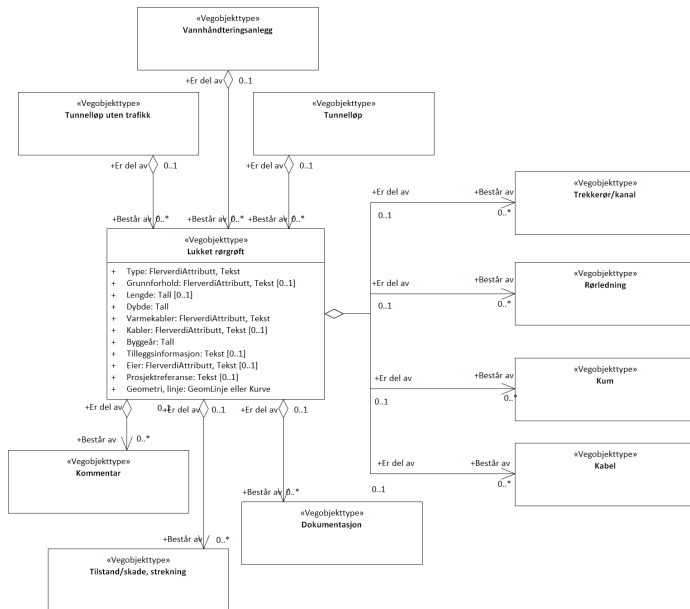 «Vegobjekttype»
Vannhåndteringsanlegg
+Er del av 0..1
«Vegobjekttype»
Tunnelløp uten trafikk
«Vegobjekttype»
Tunnelløp
+Er del av 0..1
+Er del av 0..1
+Består av 0..*
+Består av 0..*
+Består av 0..*
«Vegobjekttype»
Lukket rørgrøft
+ Type: FlerverdiAttributt, Tekst
+ Grunnforhold: FlerverdiAttributt, Tekst [0..1]
+ Lengde: Tall [0..1]
+ Dybde: Tall
+ Varmekabler: FlerverdiAttributt, Tekst
+ Kabler: FlerverdiAttributt, Tekst [0..1]
+ Byggeår: Tall
+ Tilleggsinformasjon: Tekst [0..1]
+ Eier: FlerverdiAttributt, Tekst [0..1]
+ Prosjektreferanse: Tekst [0..1]
+ Geometri, linje: GeomLinje eller Kurve
+Er del av
0..1
+Består av
0..*
«Vegobjekttype»
Trekkerør/kanal
+Er del av
0..1
+Består av
0..*
«Vegobjekttype»
Rørledning
+Er del av
0..1
+Består av
0..*
«Vegobjekttype»
Kum
+Er del av
0..1
+Består av
0..*
«Vegobjekttype»
Kabel
+Er del av 0..1
+Er del av 0..1
+Er del av 0..1
+Består av 0..*
«Vegobjekttype»
Kommentar
+Består av 0..*
«Vegobjekttype»
Dokumentasjon
+Består av 0..*
«Vegobjekttype»
Tilstand/skade, strekning